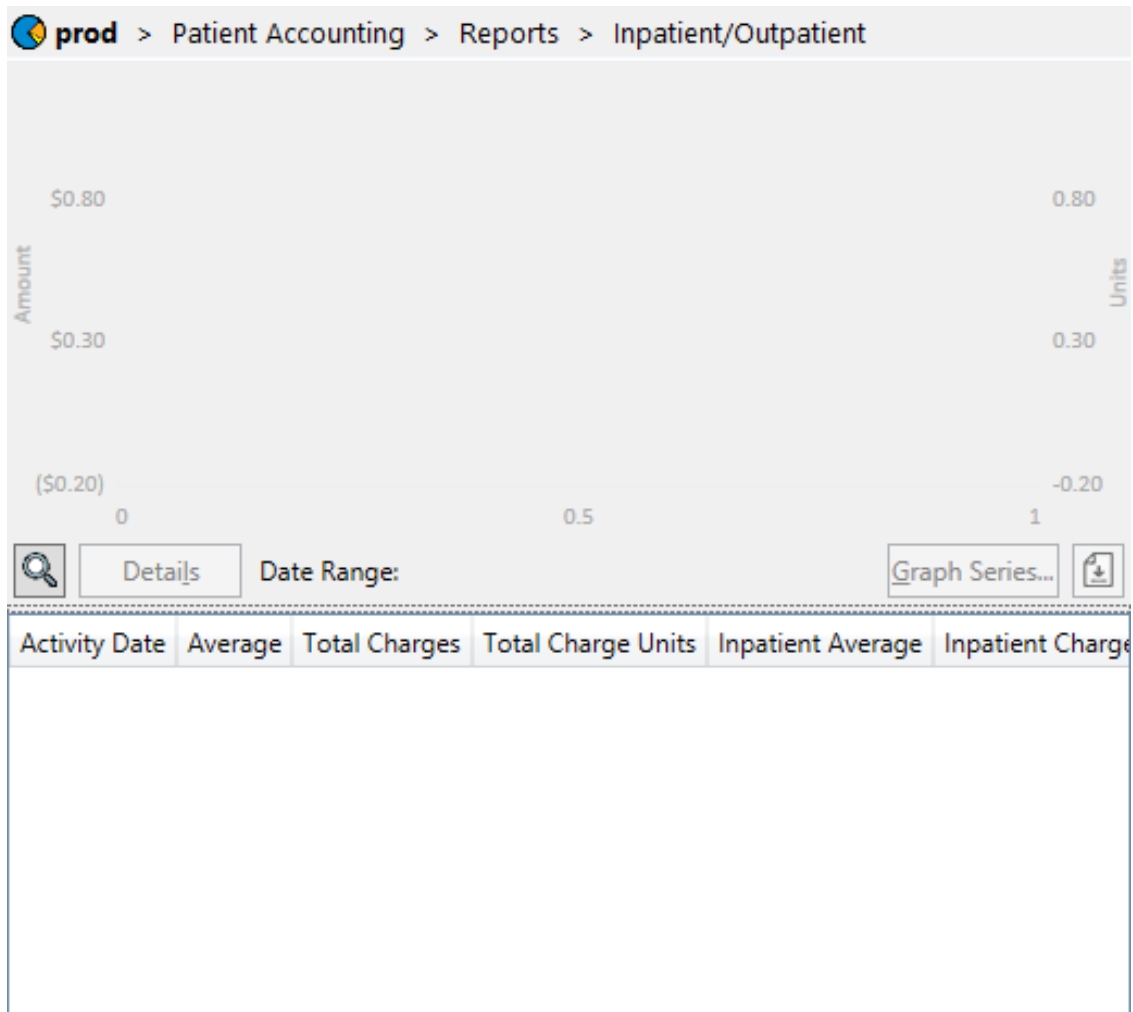 prod > Patient Accounting > Reports > Inpatient/Outpatient
$0.80
0.80
Amount
Units
$0.30
0.30
($0.20)
-0.20
0 0.5 1
Details Date Range: Graph Series...
Activity Date Average Total Charges Total Charge Units Inpatient Average Inpatient Charge